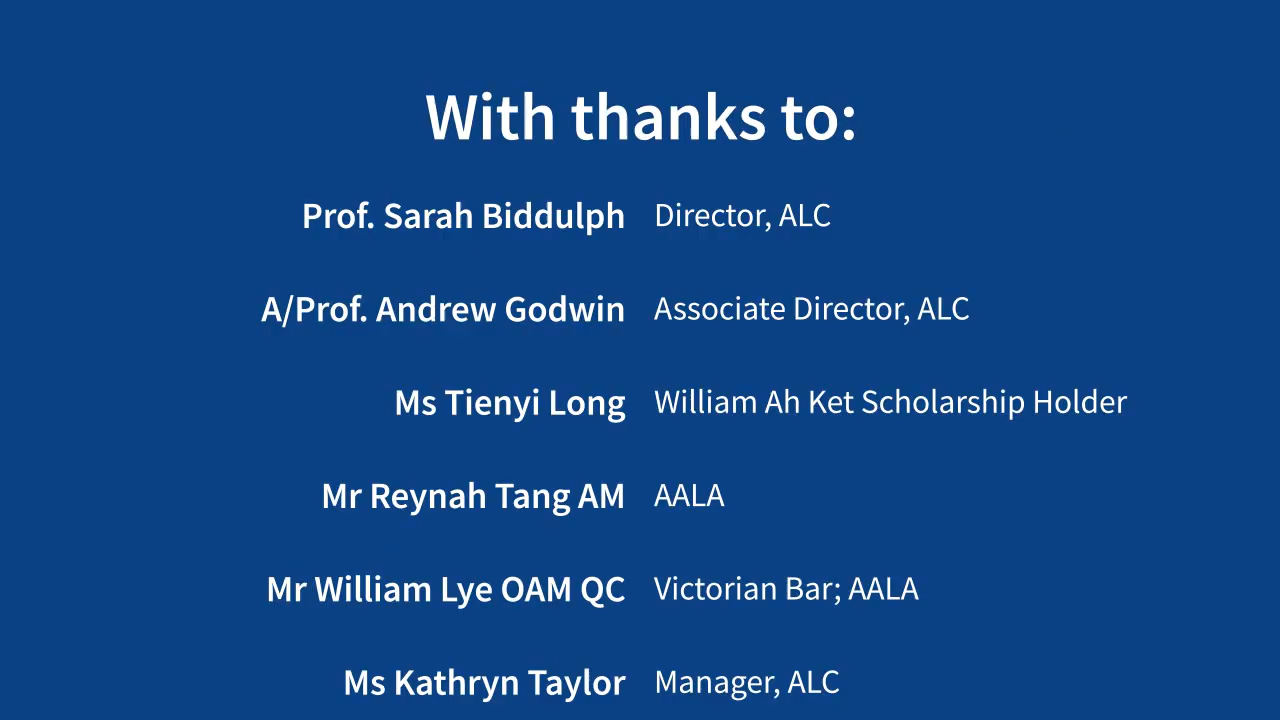 With thanks to:
Prof. Sarah Biddulph Director, ALC
A/Prof. Andrew Godwin Associate Director, ALC
Ms Tienyi Long William Ah Ket Scholarship Holder
Mr Reynah Tang AM AALA
Mr William Lye OAM QC Victorian Bar; AALA
Ms Kathryn Taylor Manager, ALC